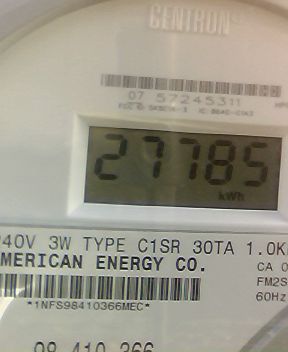 CENTRON
07 57245311
27785
kWh
240V 3W TYPE C1SR 30TA 1.0K
MERICAN ENERGY CO.
CA 0
FM2S
60Hz
*1NFS98410366MEC*
98 410 366